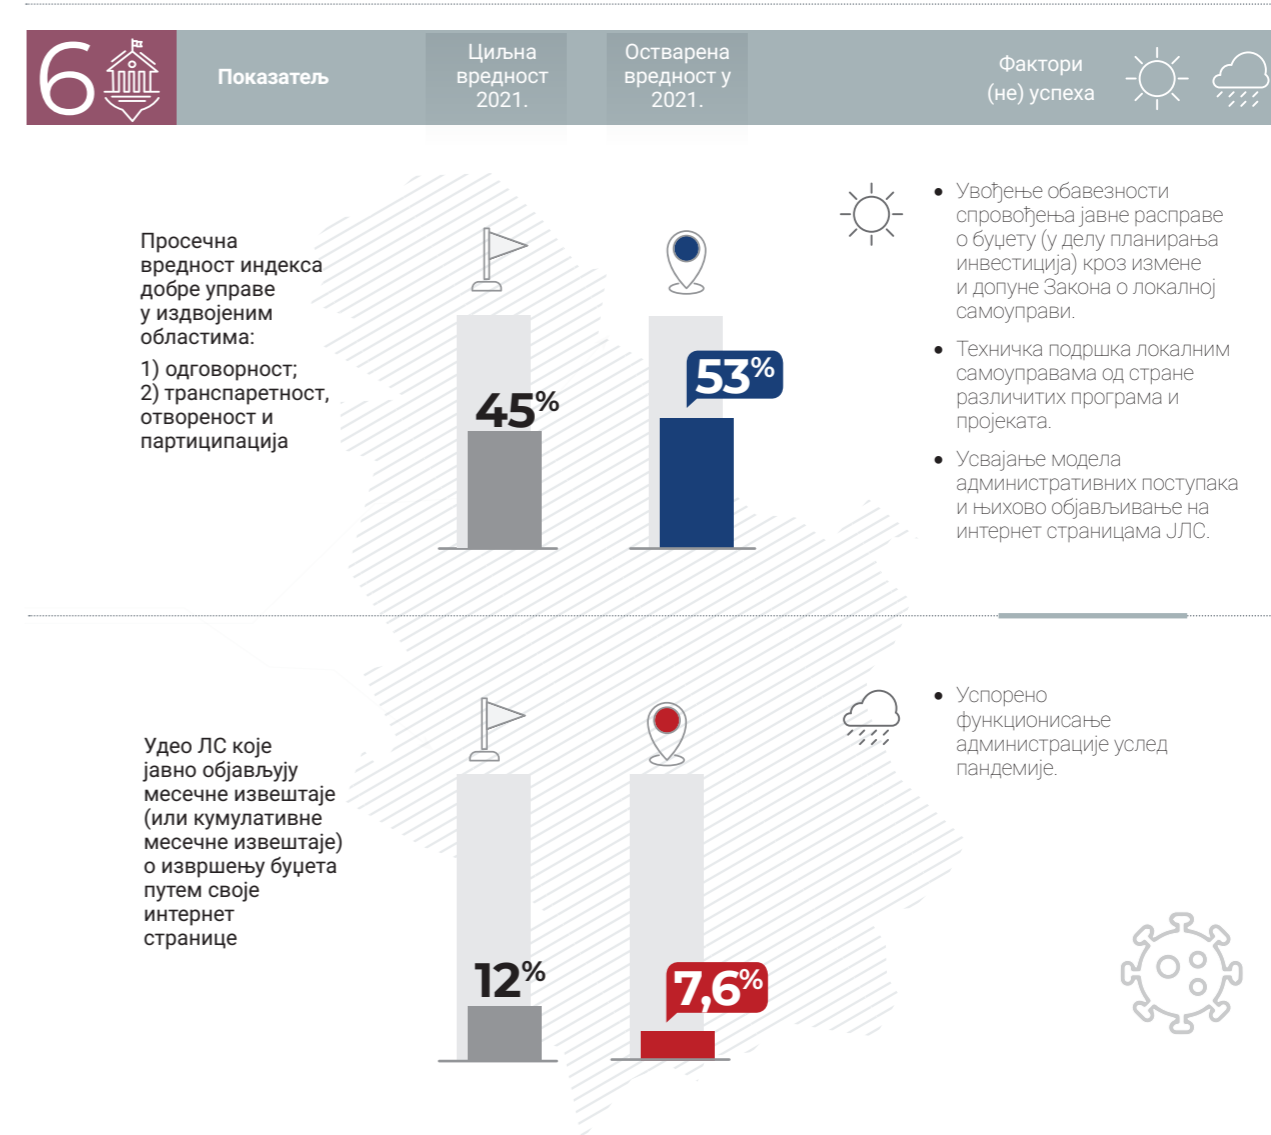 6
Показатељ
Циљна
вредност
2021.
Остварена
вредност у
2021.
Фактори
(не) успеха
Просечна
вредност индекса
добре управе
у издвојеним
областима:
1) одговорност;
2) транспаретност,
отвореност и
партиципација
45%
53%
• Увођење обавезности
спровођења јавне расправе
о буџету (у делу планирања
инвестиција) кроз измене
и допуне Закона о локалној
самоуправи.
• Техничка подршка локалним
самоуправама од стране
различитих програма и
пројеката.
• Усвајање модела
административних поступака
и њихово објављивање на
интернет страницама ЈЛС.
Удео ЛС које
јавно објављују
месечне извештаје
(или кумулативне
месечне извештаје)
о извршењу буџета
путем своје
интернет
странице
12%
7,6%
• Успорено
функционисање
администрације услед
пандемије.